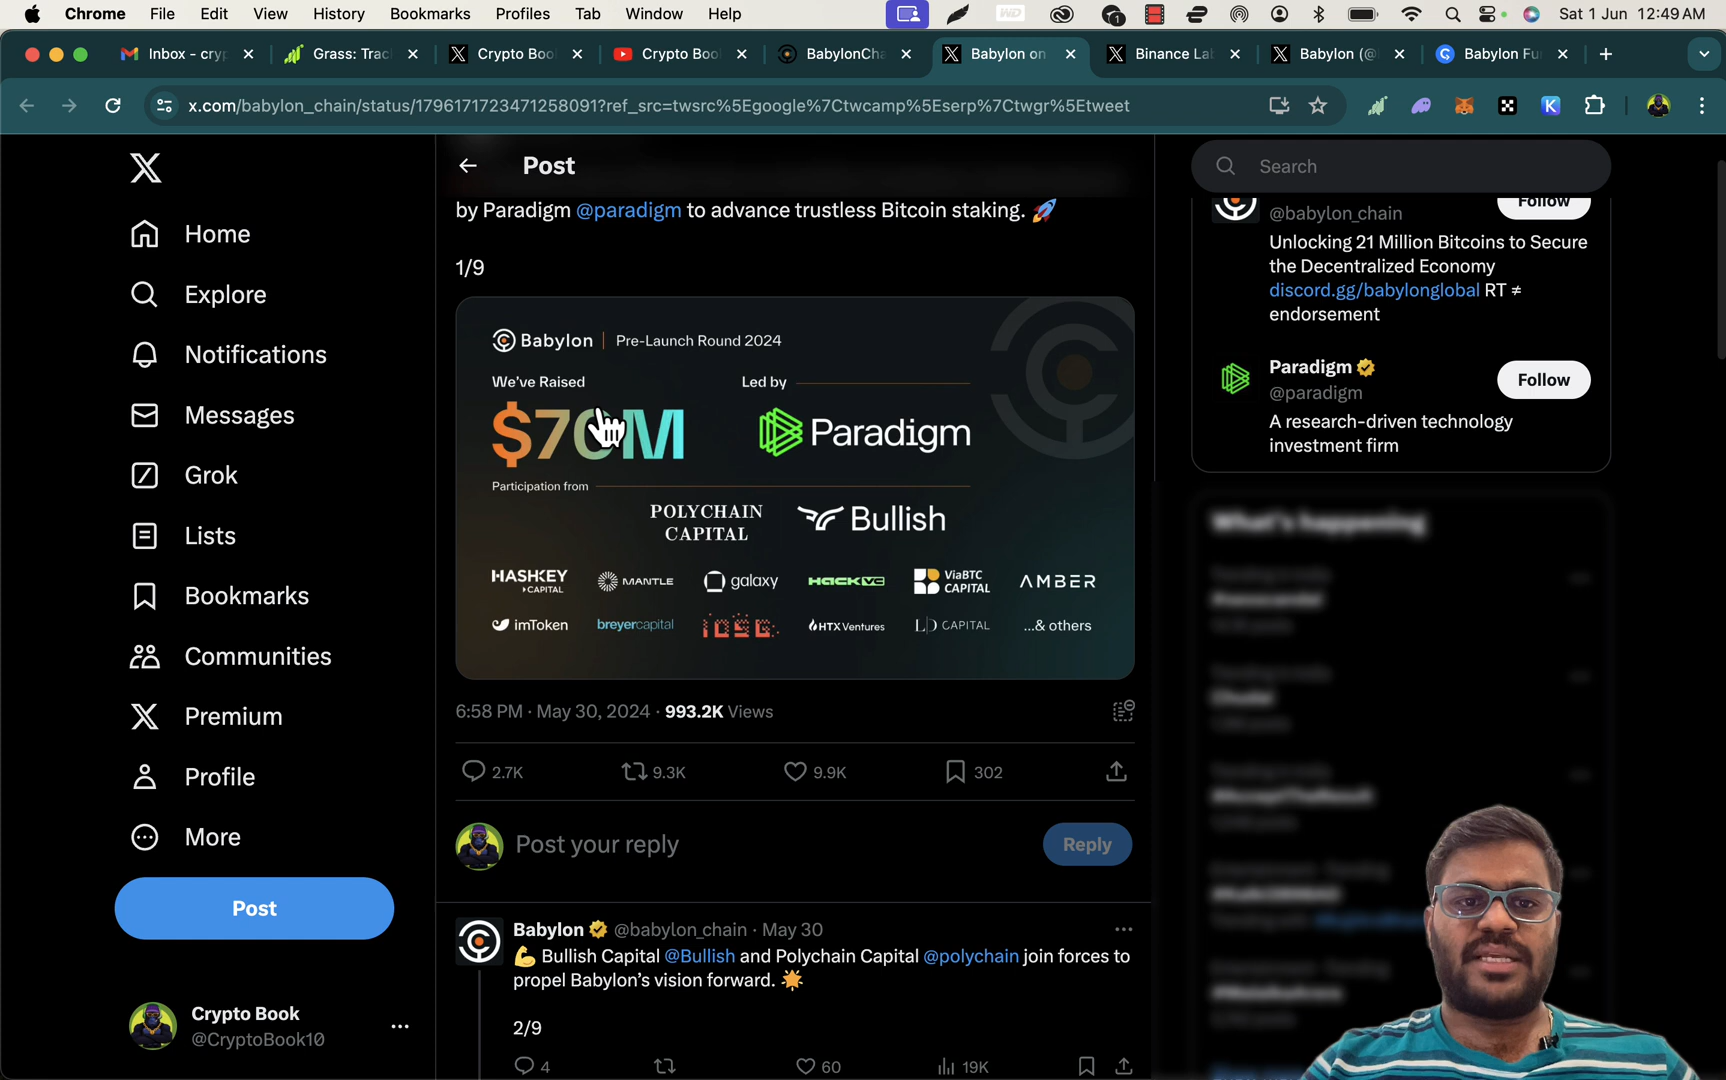 Chrome File Edit View History Bookmarks Profiles Tab Window Help Sat 1 Jun 12:49 AM
Inbox - cryp Grass: Trac Crypto Boo Crypto Boo BabylonCha Babylon on Binance Lab Babylon (@ Babylon Fu
x.com/babylon_chain/status/1796171723471258091?ref_src=twsrc%5Egoogle%7Ctwcamp%5Eserp%7Ctwgr%5Etweet
Home
Explore
Notifications
Messages
Grok
Lists
Bookmarks
Communities
Premium
Profile
More
Post
Crypto Book
@CryptoBook10
Post
by Paradigm @paradigm to advance trustless Bitcoin staking. 🚀
1/9
Babylon | Pre-Launch Round 2024
We've Raised
$70M
Led by
Paradigm
Participation from
POLYCHAIN
CAPITAL
Bullish
HASHKEY
CAPITAL
MANTLE
galaxy
HACK VC
ViaBTC
CAPITAL
AMBER
imToken
breyercapital
IOSG
HTX Ventures
LD CAPITAL
...& others
6:58 PM · May 30, 2024 · 993.2K Views
2.7K 9.3K 9.9K 302
Post your reply
Reply
Babylon @babylon_chain · May 30
💪 Bullish Capital @Bullish and Polychain Capital @polychain join forces to
propel Babylon's vision forward. 🌟
2/9
4 60 19K
Search
@babylon_chain
Follow
Unlocking 21 Million Bitcoins to Secure
the Decentralized Economy
discord.gg/babylonglobal RT ≠
endorsement
Paradigm
@paradigm
Follow
A research-driven technology
investment firm
What's happening